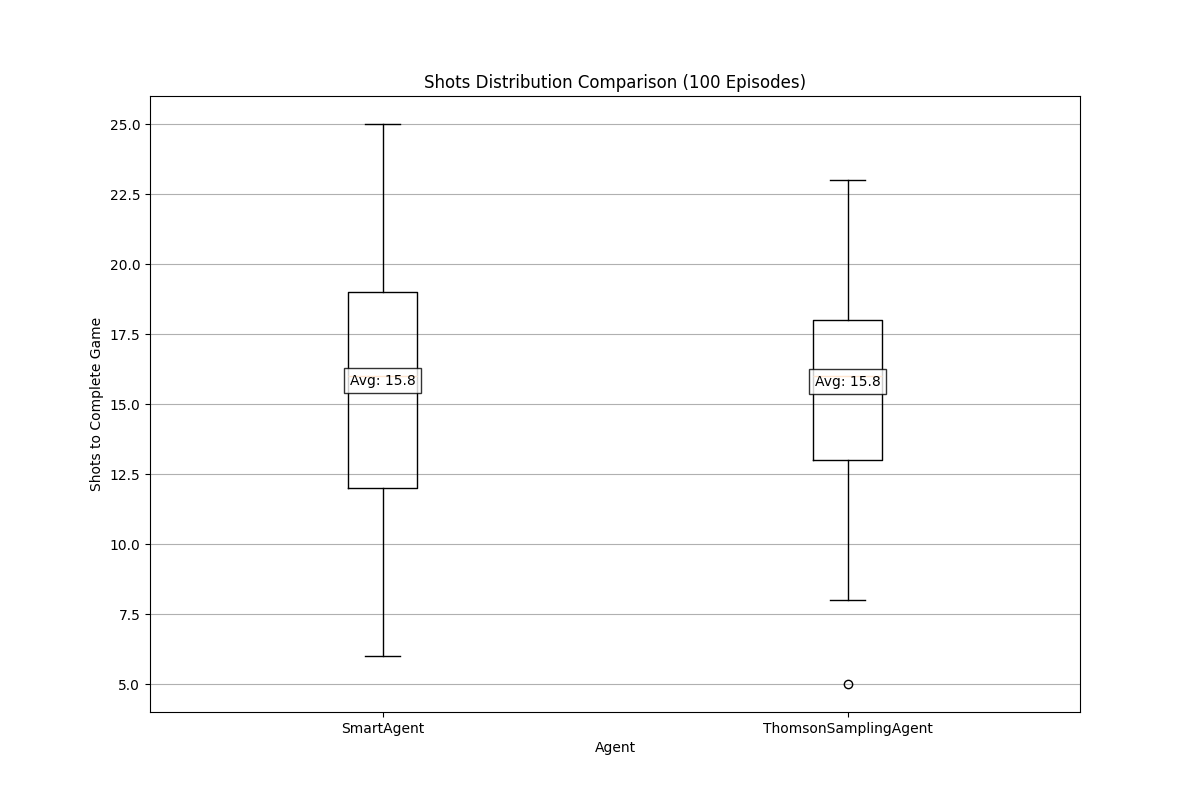 Shots Distribution Comparison (100 Episodes)
25.0
22.5
20.0
17.5
15.0
12.5
10.0
7.5
5.0
Shots to Complete Game
Avg: 15.8
Avg: 15.8
SmartAgent
ThomsonSamplingAgent
Agent